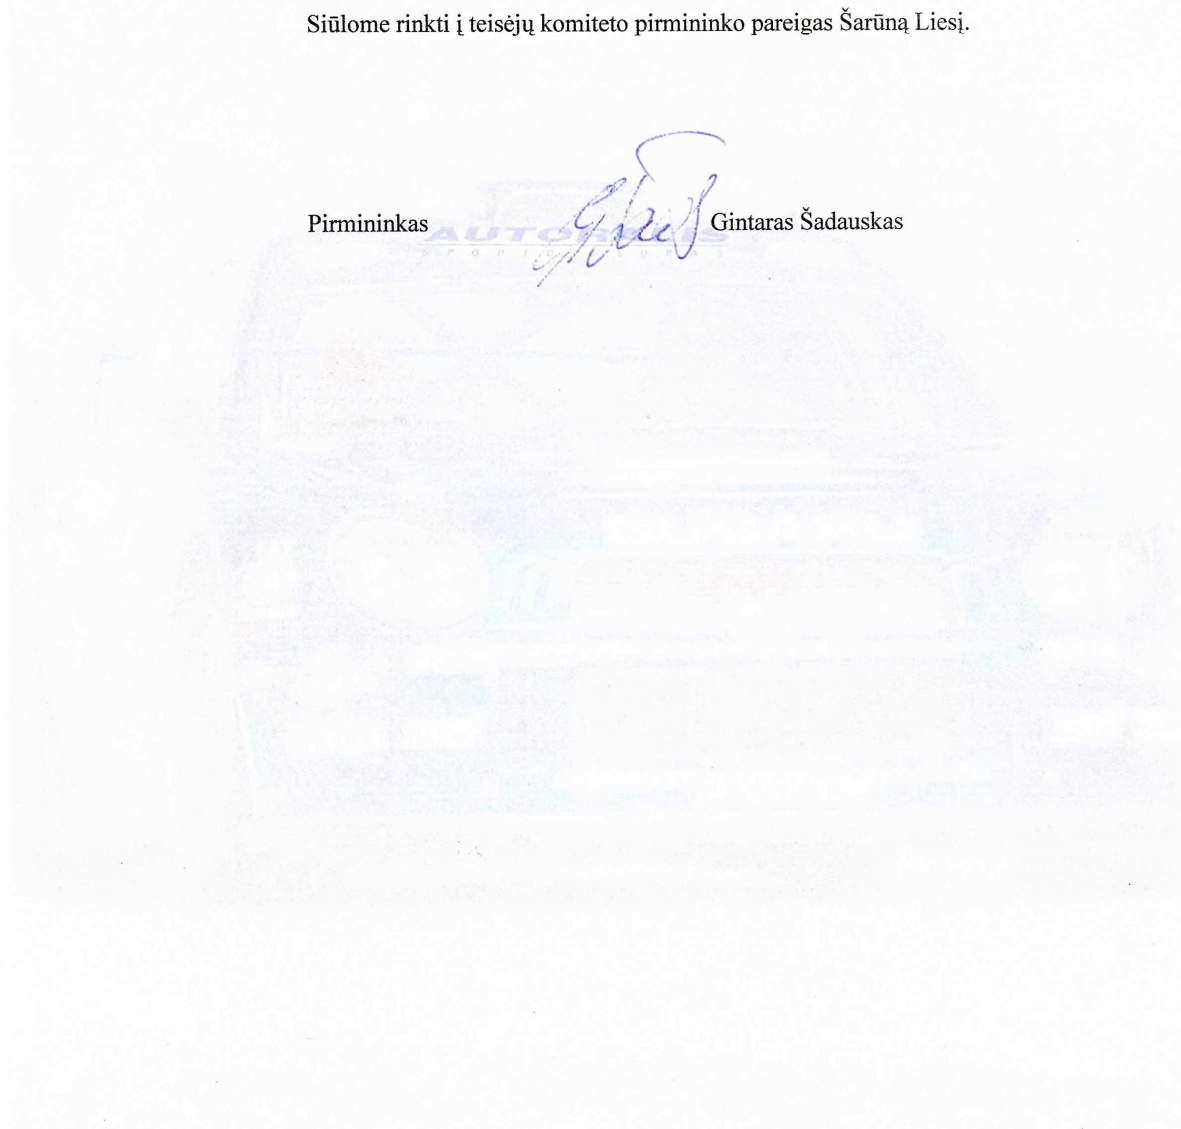 Siūlome rinkti į teisėjų komiteto pirmininko pareigas Šarūną Liesį.
Pirmininkas Gintaras Šadauskas